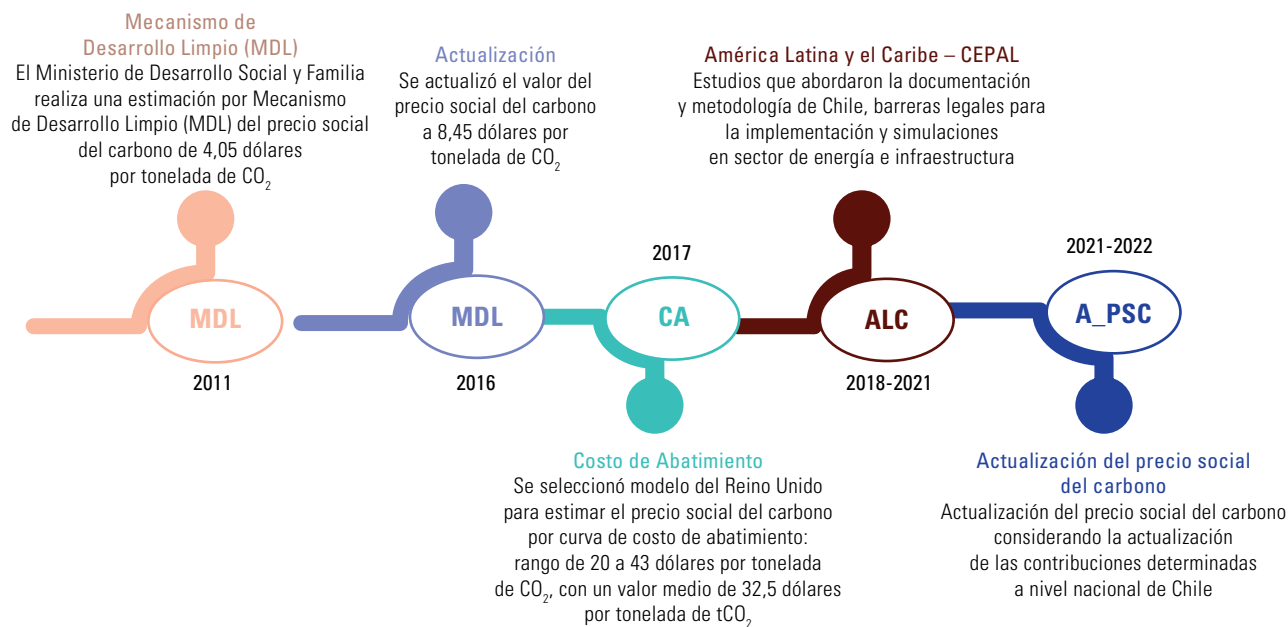 Mecanismo de
Desarrollo Limpio (MDL)
El Ministerio de Desarrollo Social y Familia
realiza una estimación por Mecanismo
de Desarrollo Limpio (MDL) del precio social
del carbono de 4,05 dólares
por tonelada de CO₂
MDL
2011
Actualización
Se actualizó el valor del
precio social del carbono
a 8,45 dólares por
tonelada de CO₂
MDL
2016
2017
CA
Costo de Abatimiento
Se seleccionó modelo del Reino Unido
para estimar el precio social del carbono
por curva de costo de abatimiento:
rango de 20 a 43 dólares por tonelada
de CO₂, con un valor medio de 32,5 dólares
por tonelada de tCO₂
América Latina y el Caribe – CEPAL
Estudios que abordaron la documentación
y metodología de Chile, barreras legales para
la implementación y simulaciones
en sector de energía e infraestructura
ALC
2018-2021
2021-2022
A_PSC
Actualización del precio social
del carbono
Actualización del precio social del carbono
considerando la actualización
de las contribuciones determinadas
a nivel nacional de Chile